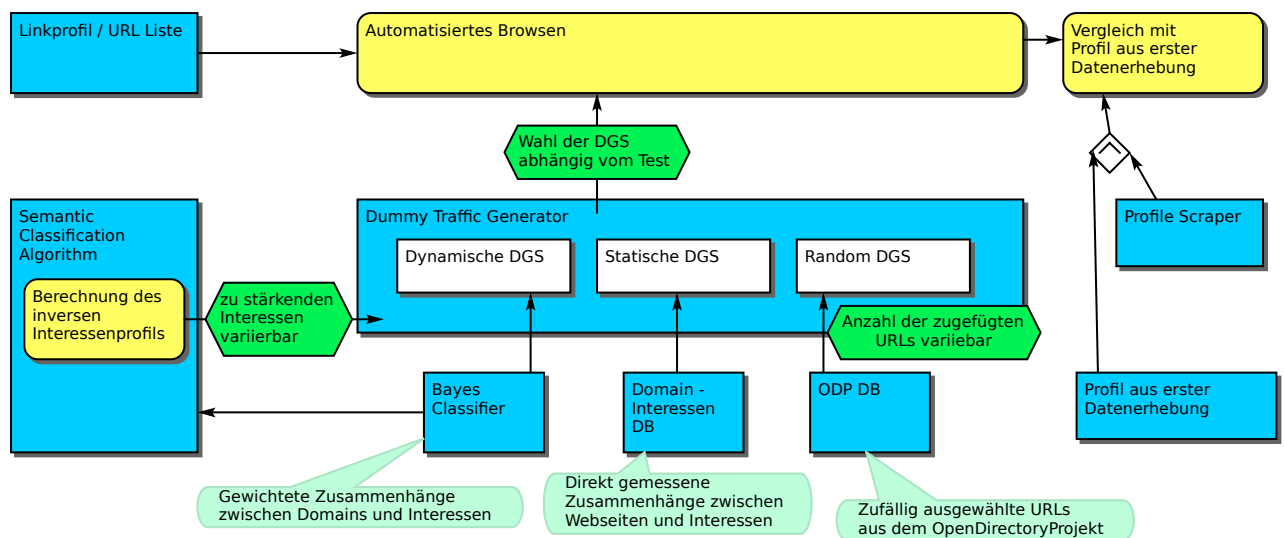 Linkprofil / URL Liste
Automatisiertes Browsen
Vergleich mit
Profil aus erster
Datenerhebung
Wahl der DGS
abhängig vom Test
Semantic
Classification
Algorithm
Dummy Traffic Generator
Profile Scraper
Dynamische DGS
Statische DGS
Random DGS
Berechnung des
inversen
Interessenprofils
zu stärkenden
Interessen
variierbar
Anzahl der zugefügten
URLs variiebar
Bayes
Classifier
Domain -
Interessen
DB
ODP DB
Profil aus erster
Datenerhebung
Gewichtete Zusammenhänge
zwischen Domains und Interessen
Direkt gemessene
Zusammenhänge zwischen
Webseiten und Interessen
Zufällig ausgewählte URLs
aus dem OpenDirectoryProjekt